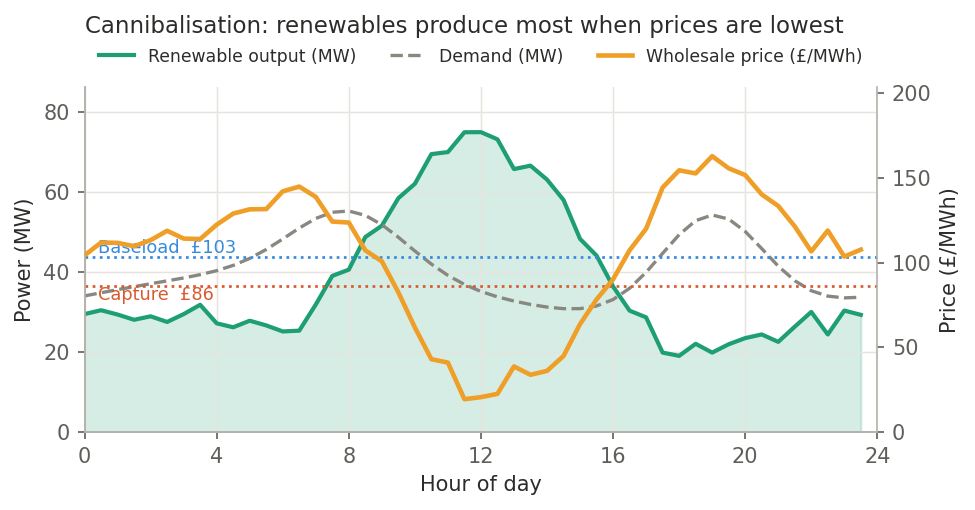 Cannibalisation: renewables produce most when prices are lowest
Renewable output (MW) Demand (MW) Wholesale price (£/MWh)
Power (MW)
80
60
40
20
0
Baseload £103
Capture £86
200
150
100
50
0
Price (£/MWh)
0 4 8 12 16 20 24
Hour of day